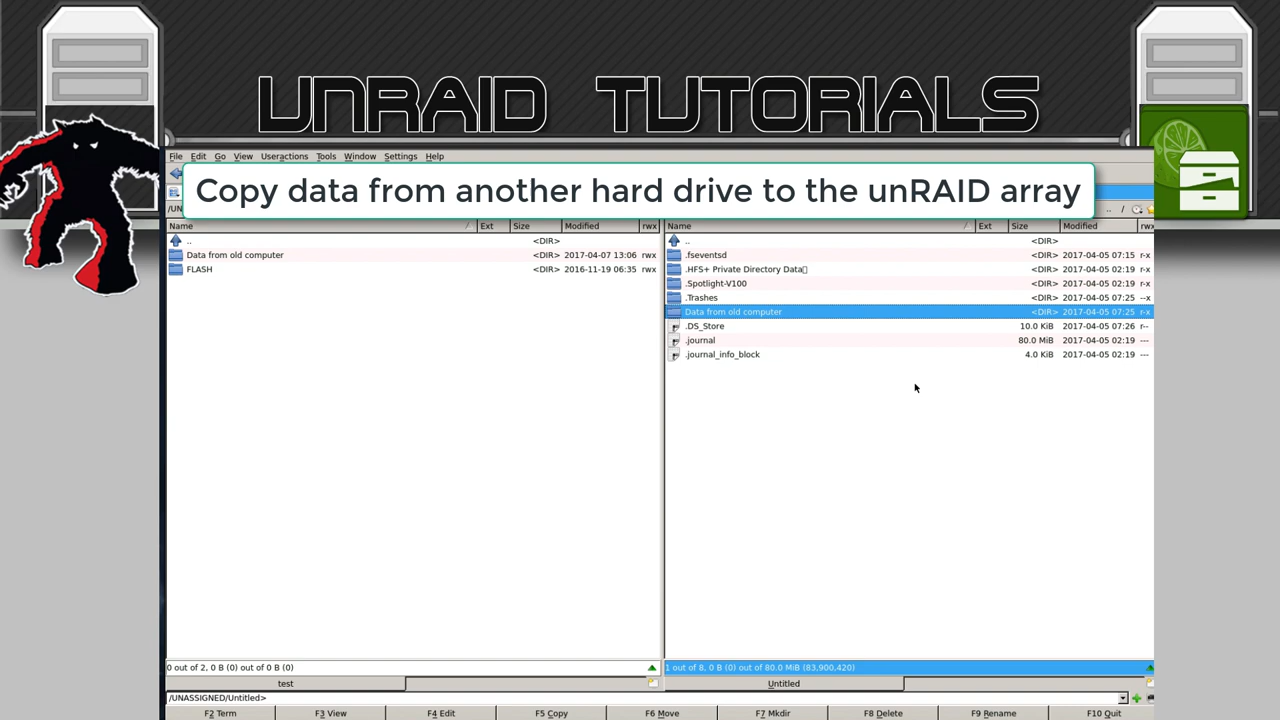 UNRAID TUTORIALS
File Edit Go View Useractions Tools Window Settings Help
Copy data from another hard drive to the unRAID array
/UN
.. /
Name Ext Size Modified rwx
.. <DIR>
Data from old computer <DIR> 2017-04-07 13:06 rwx
FLASH <DIR> 2016-11-19 06:35 rwx
0 out of 2, 0 B (0) out of 0 B (0)
test
Name Ext Size Modified rwx
.. <DIR>
.fseventsd <DIR> 2017-04-05 07:15 r-x
.HFS+ Private Directory Data <DIR> 2017-04-05 02:19 r-x
.Spotlight-V100 <DIR> 2017-04-05 02:19 r-x
.Trashes <DIR> 2017-04-05 07:25 --x
Data from old computer <DIR> 2017-04-05 07:25 r-x
.DS_Store 10.0 KiB 2017-04-05 07:26 r--
.journal 80.0 MiB 2017-04-05 02:19 ---
.journal_info_block 4.0 KiB 2017-04-05 02:19 ---
1 out of 8, 0 B (0) out of 80.0 MiB (83,900,420)
Untitled
/UNASSIGNED/Untitled>
F2 Term F3 View F4 Edit F5 Copy F6 Move F7 Mkdir F8 Delete F9 Rename F10 Quit